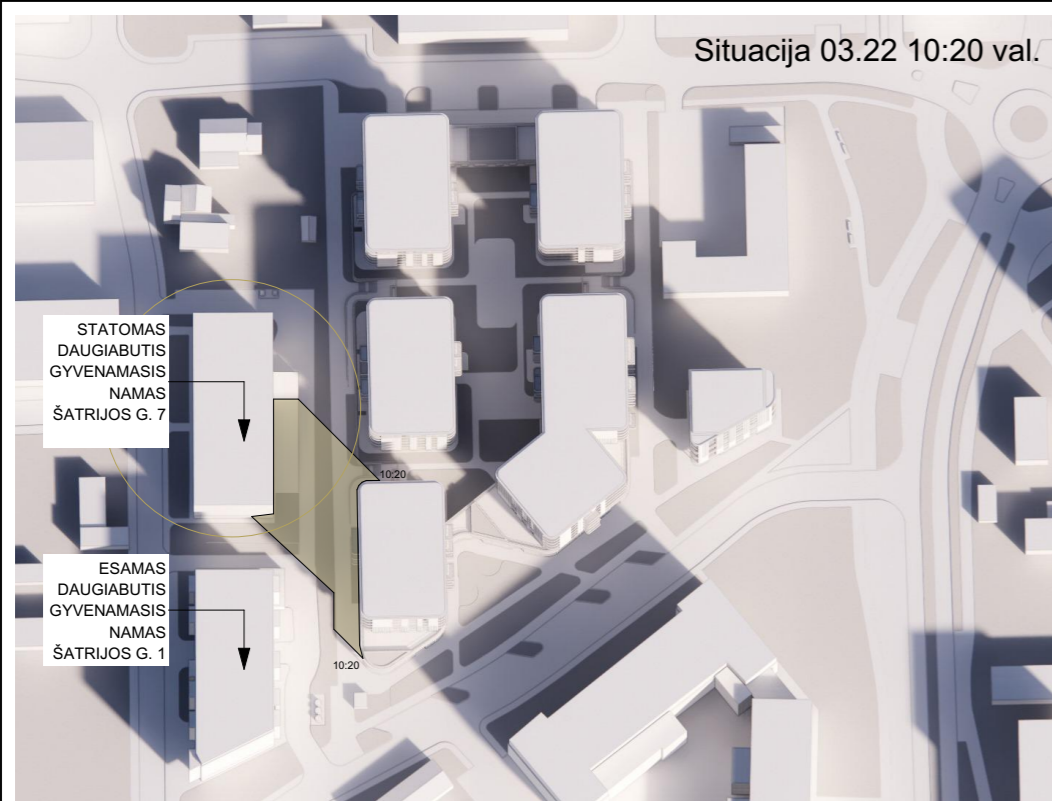 Situacija 03.22 10:20 val.
STATOMAS
DAUGIABUTIS
GYVENAMASIS
NAMAS
ŠATRIJOS G. 7
10:20
ESAMAS
DAUGIABUTIS
GYVENAMASIS
NAMAS
ŠATRIJOS G. 1
10:20